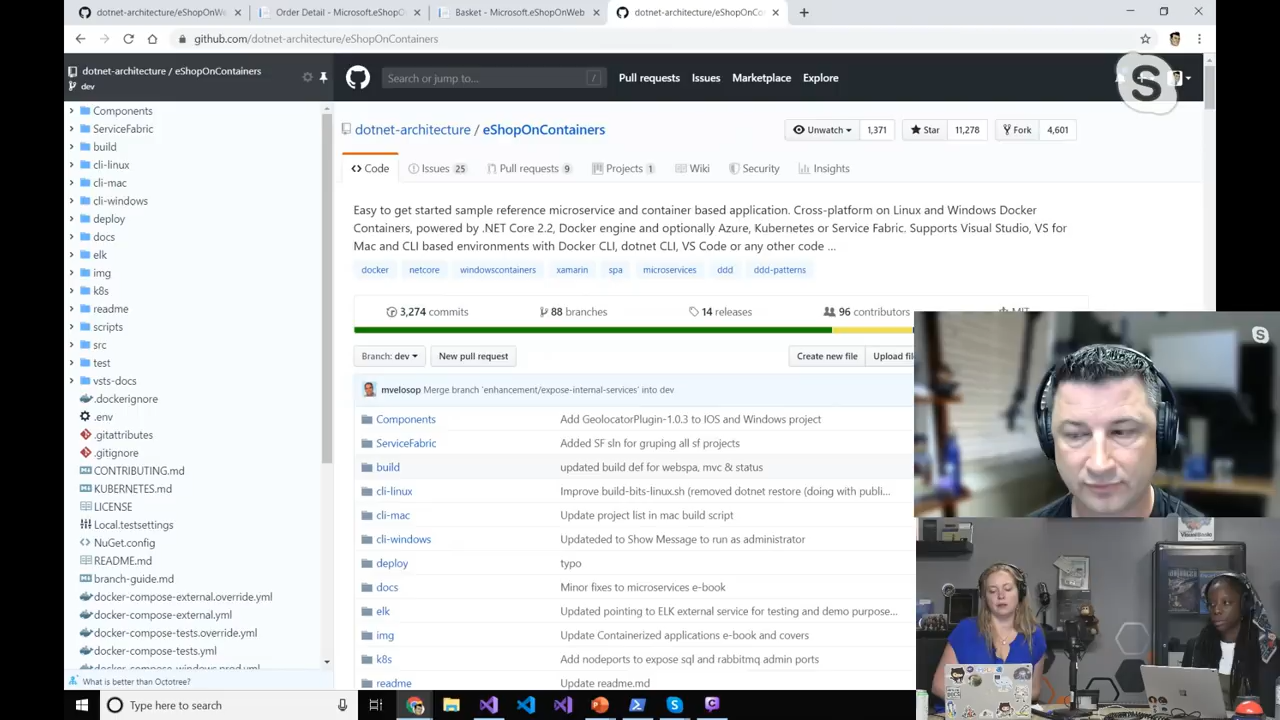 dotnet-architecture/eShopOnWe
Order Detail - Microsoft.eShopO
Basket - Microsoft.eShopOnWeb
dotnet-architecture/eShopOnCo
github.com/dotnet-architecture/eShopOnContainers
dotnet-architecture / eShopOnContainers
dev
Search or jump to...
/
Pull requests
Issues
Marketplace
Explore
S
Components
ServiceFabric
build
cli-linux
cli-mac
cli-windows
deploy
docs
elk
img
k8s
readme
scripts
src
test
vsts-docs
.dockerignore
.env
.gitattributes
.gitignore
CONTRIBUTING.md
KUBERNETES.md
LICENSE
Local.testsettings
NuGet.config
README.md
branch-guide.md
docker-compose-external.override.yml
docker-compose-external.yml
docker-compose-tests.override.yml
docker-compose-tests.yml
docker-compose-windows.prod.yml
What is better than Octotree?
dotnet-architecture / eShopOnContainers
Unwatch 1,371
Star 11,278
Fork 4,601
Code
Issues 25
Pull requests 9
Projects 1
Wiki
Security
Insights
Easy to get started sample reference microservice and container based application. Cross-platform on Linux and Windows Docker
Containers, powered by .NET Core 2.2, Docker engine and optionally Azure, Kubernetes or Service Fabric. Supports Visual Studio, VS for
Mac and CLI based environments with Docker CLI, dotnet CLI, VS Code or any other code ...
docker netcore windowscontainers xamarin spa microservices ddd ddd-patterns
3,274 commits
88 branches
14 releases
96 contributors
MIT
Branch: dev
New pull request
Create new file
Upload fil
mvelosop Merge branch 'enhancement/expose-internal-services' into dev
Components Add GeolocatorPlugin-1.0.3 to IOS and Windows project
ServiceFabric Added SF sln for gruping all sf projects
build updated build def for webspa, mvc & status
cli-linux Improve build-bits-linux.sh (removed dotnet restore (doing with publi...
cli-mac Update project list in mac build script
cli-windows Updateded to Show Message to run as administrator
deploy typo
docs Minor fixes to microservices e-book
elk Updated pointing to ELK external service for testing and demo purpose...
img Update Containerized applications e-book and covers
k8s Add nodeports to expose sql and rabbitmq admin ports
readme Update readme.md
Type here to search